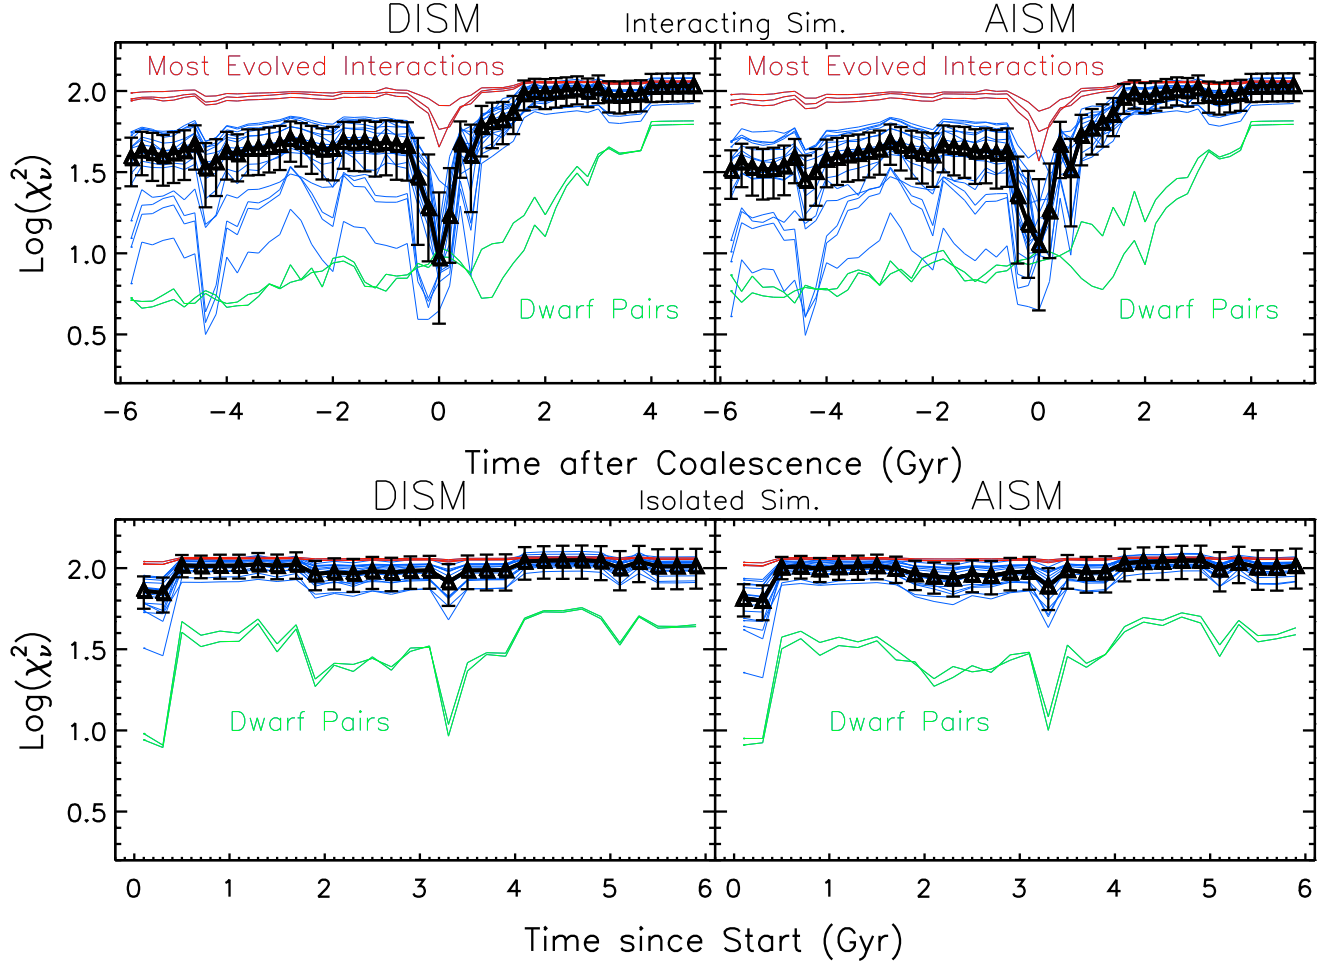 DISM Interacting Sim. AISM
Most Evolved Interactions Most Evolved Interactions
2.0
1.5
1.0
0.5
Log(χ²ν)
Dwarf Pairs Dwarf Pairs
−6 −4 −2 0 2 4 −6 −4 −2 0 2 4
Time after Coalescence (Gyr)
DISM Isolated Sim. AISM
2.0
1.5
1.0
0.5
Log(χ²ν)
Dwarf Pairs Dwarf Pairs
0 1 2 3 4 5 6 0 1 2 3 4 5 6
Time since Start (Gyr)